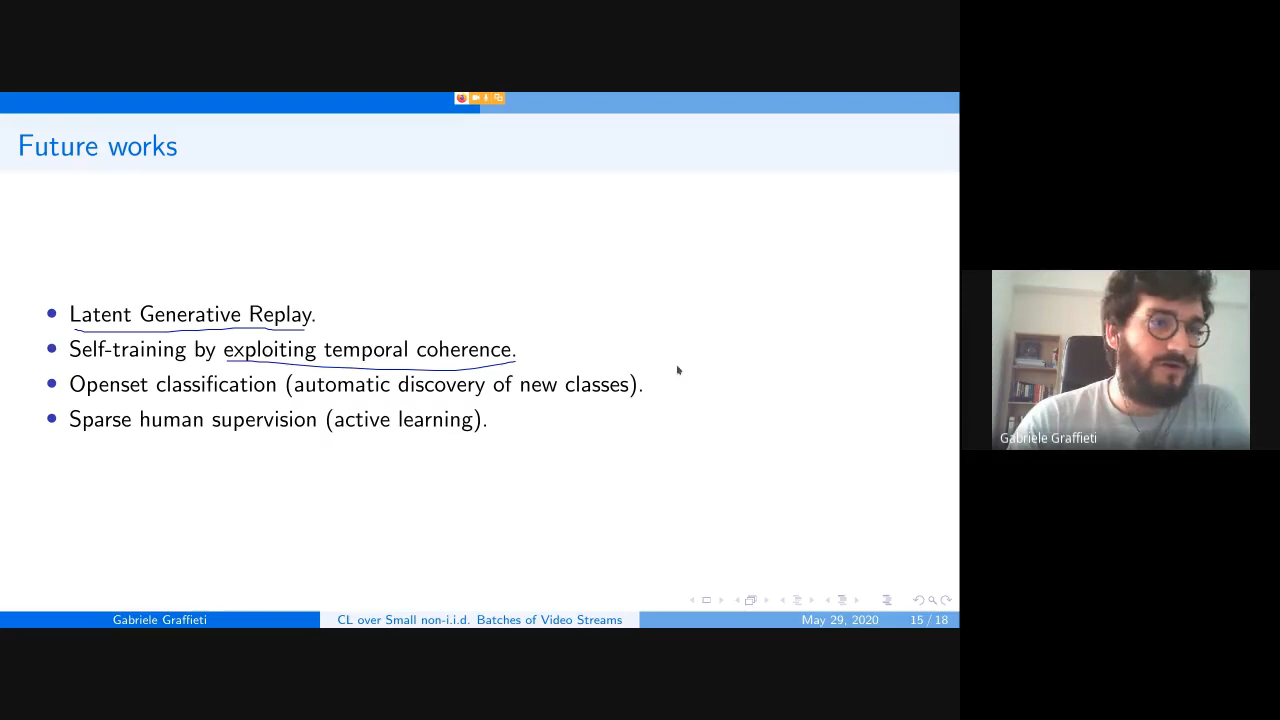 Future works
Latent Generative Replay.
Self-training by exploiting temporal coherence.
Openset classification (automatic discovery of new classes).
Sparse human supervision (active learning).
Gabriele Graffieti
Gabriele Graffieti
CL over Small non-i.i.d. Batches of Video Streams
May 29, 2020
15 / 18